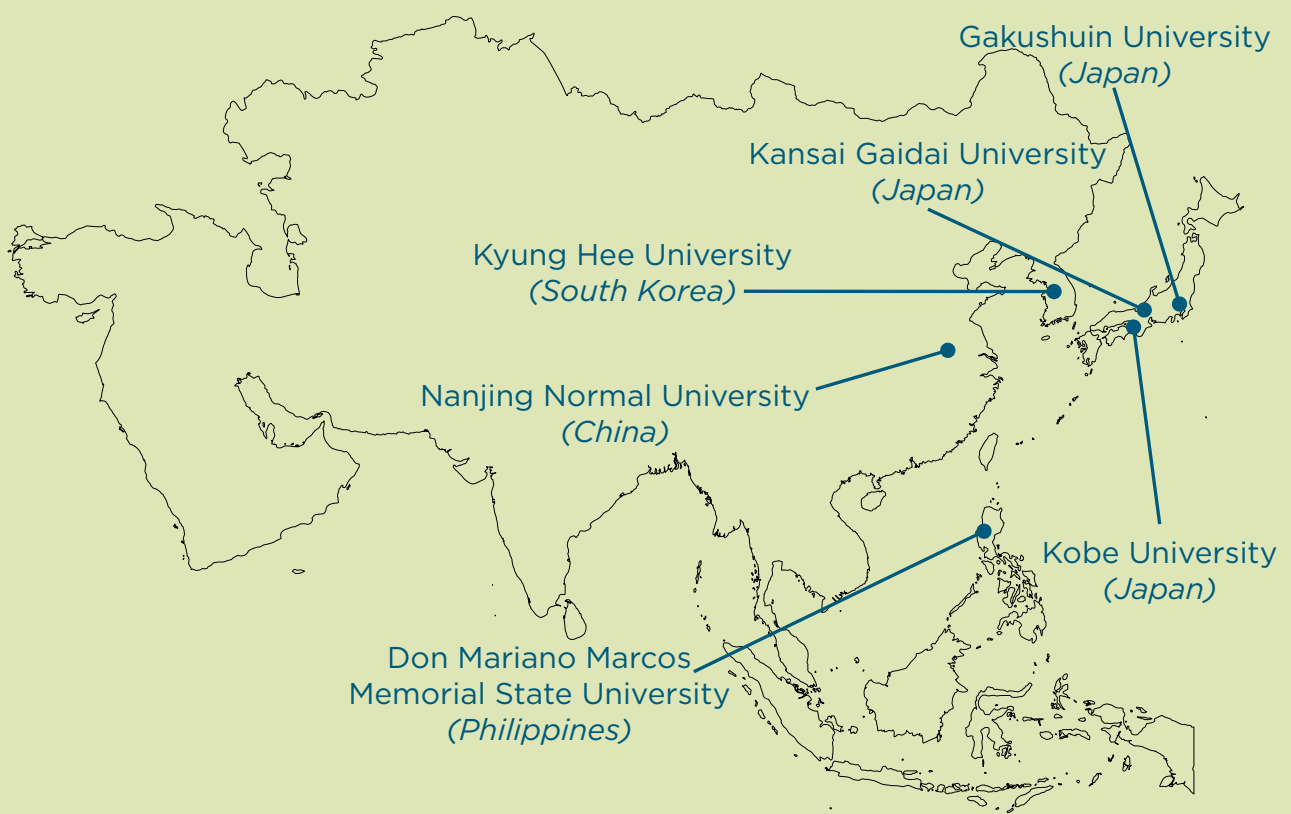 Gakushuin University
(Japan)
Kansai Gaidai University
(Japan)
Kyung Hee University
(South Korea)
Nanjing Normal University
(China)
Kobe University
(Japan)
Don Mariano Marcos
Memorial State University
(Philippines)